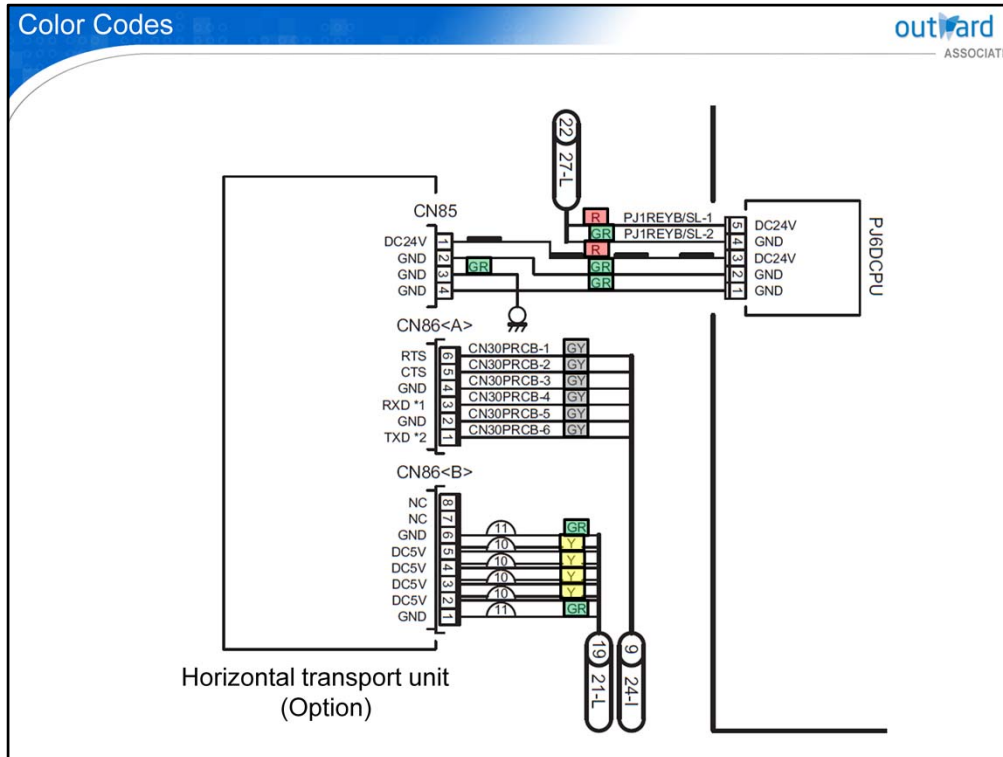 Color Codes
outward
ASSOCIAT
22
27-L
CN85
R
PJ1REYB/SL-1
5
DC24V
PJ6DCPU
GR
PJ1REYB/SL-2
4
GND
DC24V
1
R
3
DC24V
GND
2
GR
GR
2
GND
GND
3
GR
1
GND
GND
4
CN86<A>
RTS
6
CN30PRCB-1
GY
CTS
5
CN30PRCB-2
GY
GND
4
CN30PRCB-3
GY
RXD *1
3
CN30PRCB-4
GY
GND
2
CN30PRCB-5
GY
TXD *2
1
CN30PRCB-6
GY
CN86<B>
NC
8
NC
7
GND
6
11
GR
DC5V
5
10
Y
DC5V
4
10
Y
DC5V
3
10
Y
DC5V
2
10
Y
GND
1
11
GR
19
21-L
9
24-I
Horizontal transport unit
(Option)